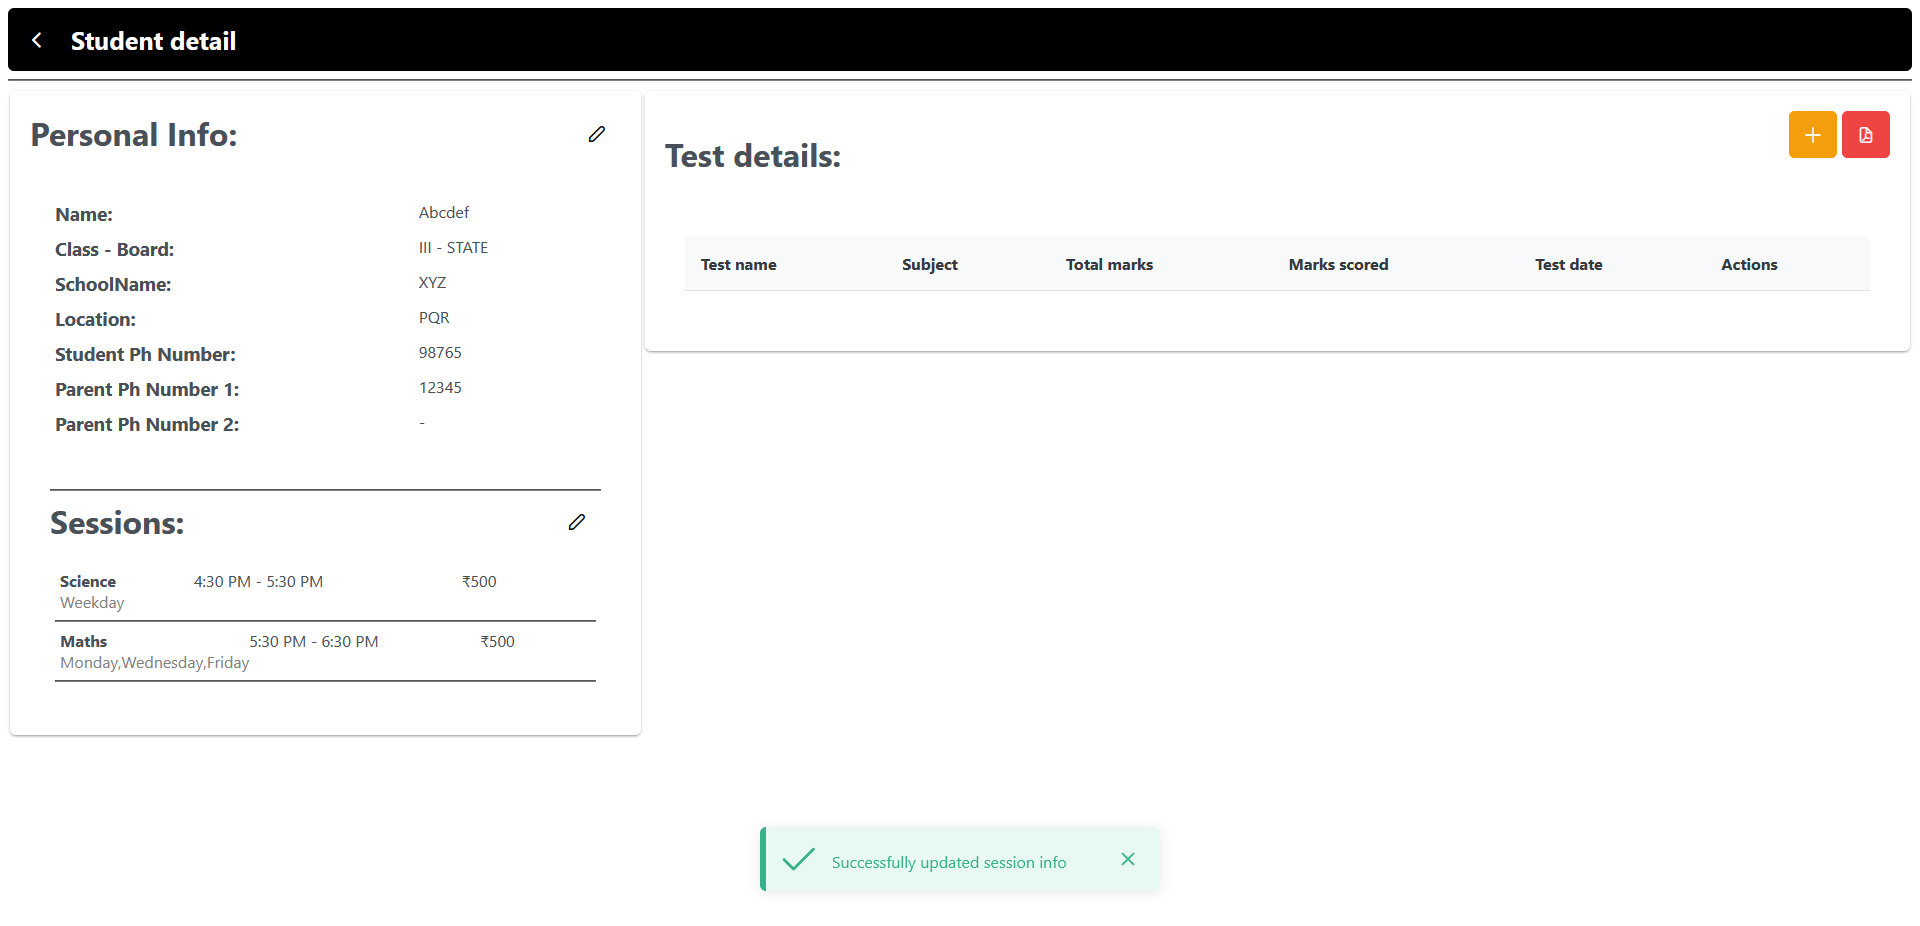 Student detail
Personal Info:
Name: Abcdef
Class - Board: III - STATE
SchoolName: XYZ
Location: PQR
Student Ph Number: 98765
Parent Ph Number 1: 12345
Parent Ph Number 2: -
Sessions:
Science 4:30 PM - 5:30 PM ₹500
Weekday
Maths 5:30 PM - 6:30 PM ₹500
Monday,Wednesday,Friday
Test details:
Test name Subject Total marks Marks scored Test date Actions
Successfully updated session info